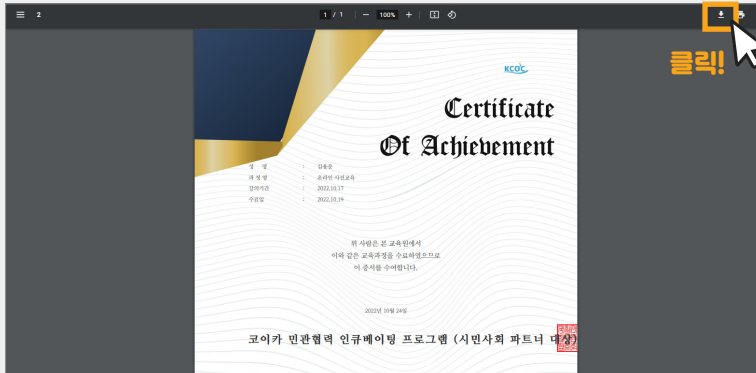 2
1 / 1
100%
클릭!
KCOC
Certificate
Of Achievement
성 명 :
과 정 명 : 온라인 사전교육
강의기간 : 2022.10.17
수료일 : 2022.10.19
위 사람은 본 교육원에서
이와 같은 교육과정을 수료하였으므로
이 증서를 수여합니다.
2022년 10월 24일
코이카 민관협력 인큐베이팅 프로그램 (시민사회 파트너 대상)